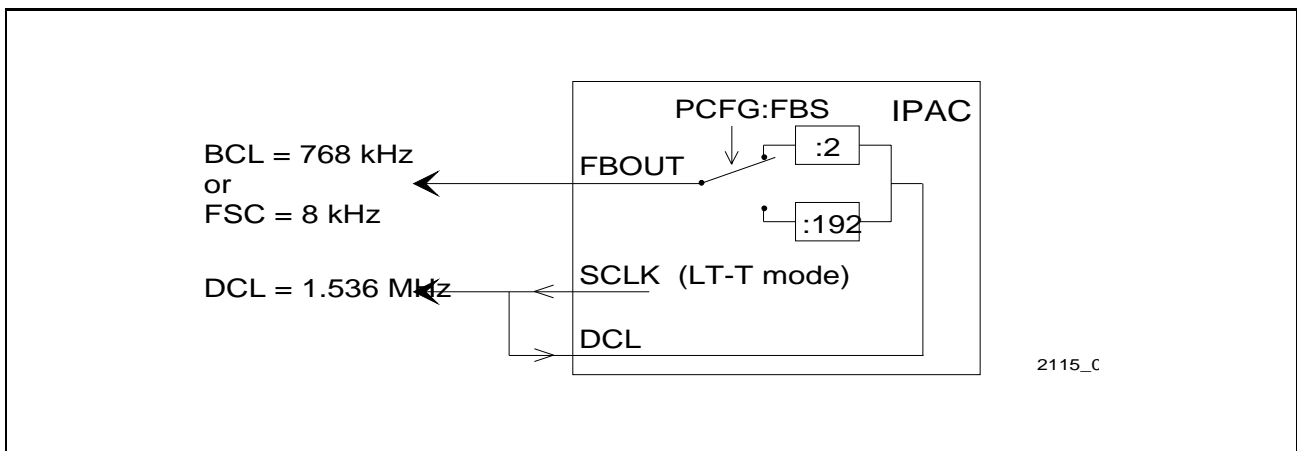 PCFG:FBS
IPAC
:2
BCL = 768 kHz
or
FSC = 8 kHz
FBOUT
:192
SCLK (LT-T mode)
DCL = 1.536 MHz
DCL